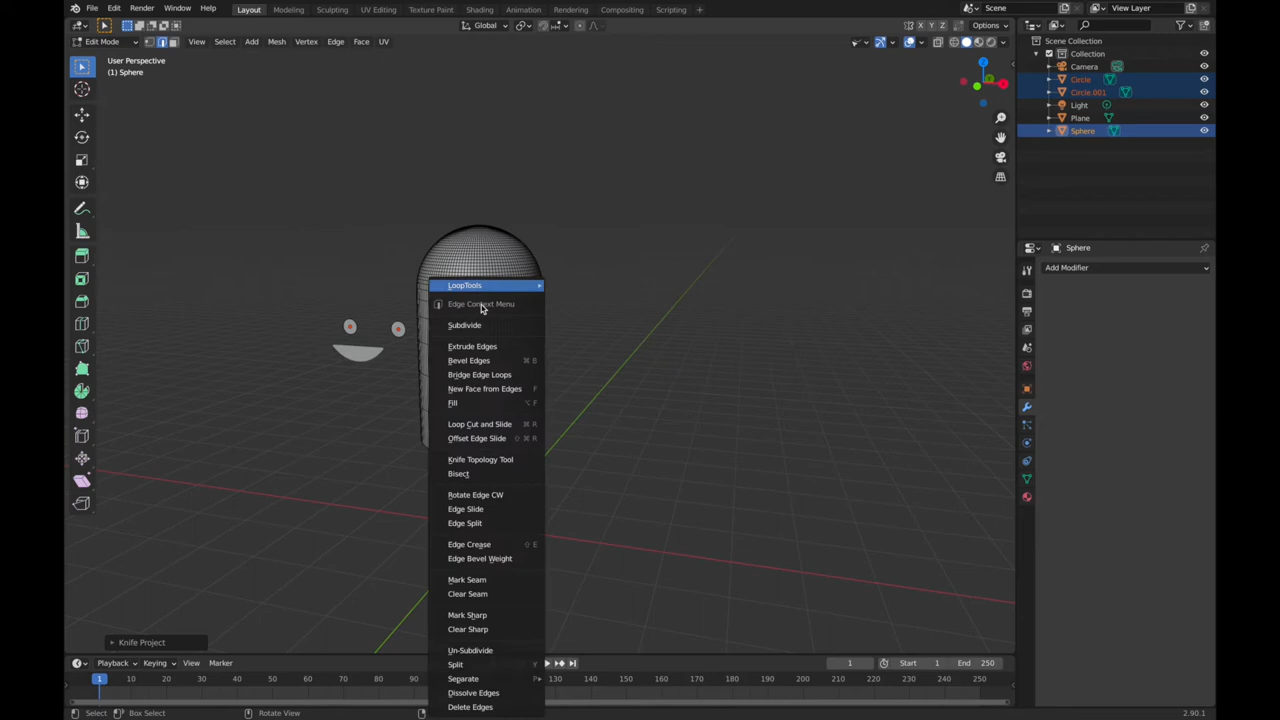 File Edit Render Window Help Layout Modeling Sculpting UV Editing Texture Paint Shading Animation Rendering Compositing Scripting + Scene View Layer
Global X Y Z Options
Edit Mode View Select Add Mesh Vertex Edge Face UV
User Perspective
(1) Sphere
Scene Collection
Collection
Camera
Circle
Circle.001
Light
Plane
Sphere
Sphere
Add Modifier
LoopTools
Edge Context Menu
Subdivide
Extrude Edges
Bevel Edges ⌘ B
Bridge Edge Loops
New Face from Edges F
Fill ⌥ F
Loop Cut and Slide ⌘ R
Offset Edge Slide ⇧ ⌘ R
Knife Topology Tool
Bisect
Rotate Edge CW
Edge Slide
Edge Split
Edge Crease ⇧ E
Edge Bevel Weight
Mark Seam
Clear Seam
Mark Sharp
Clear Sharp
Un-Subdivide
Split Y
Separate P
Dissolve Edges
Delete Edges
Knife Project
Playback Keying View Marker 1 Start 1 End 250
1 10 20 30 40 50 60 70 80 90 120 130 140 150 160 170 180 190 200 210 220 230 240 250
Select Box Select Rotate View 2.90.1